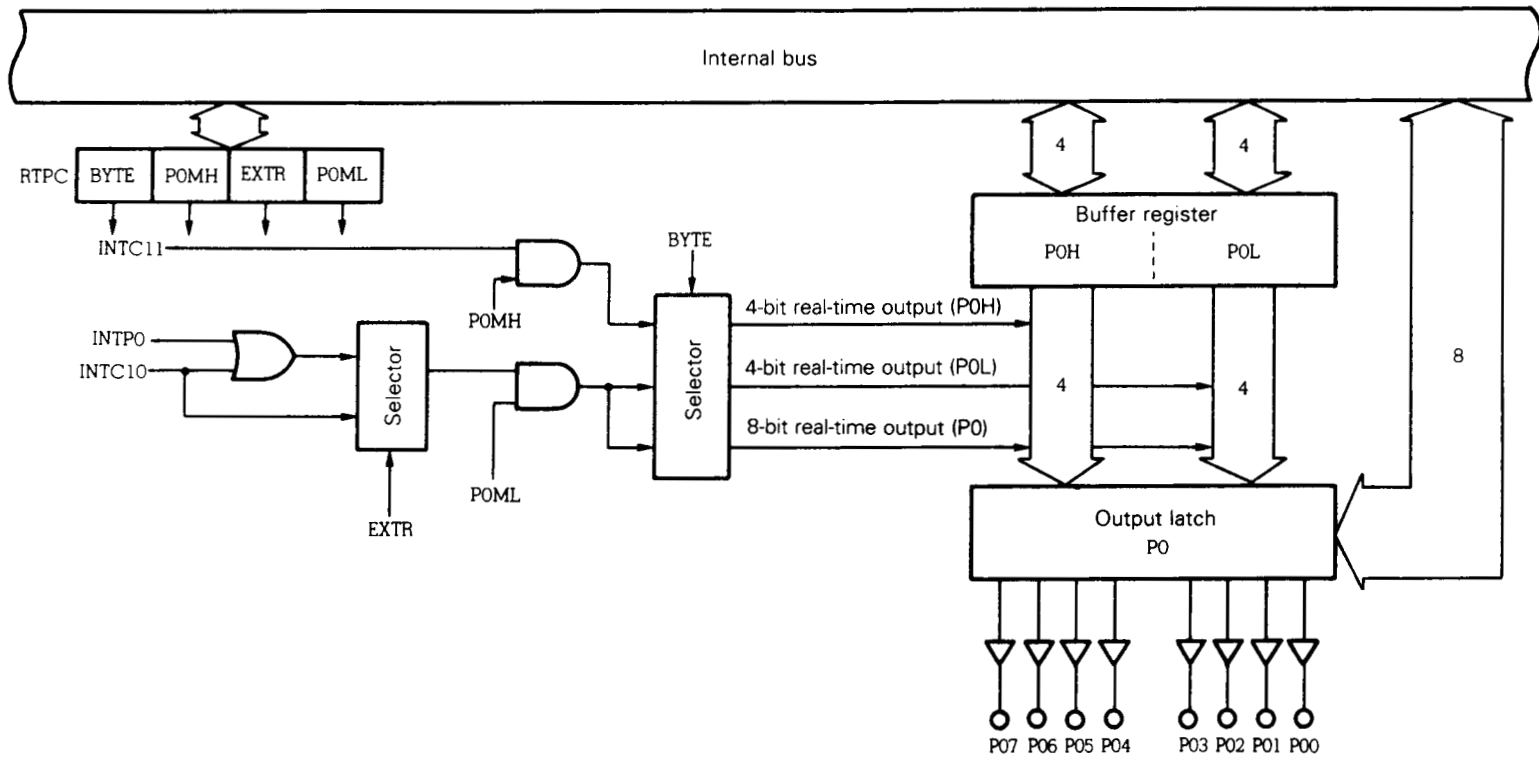 Internal bus
4 4
RTPC BYTE P0MH EXTR P0ML
Buffer register
P0H P0L
INTC11
BYTE
P0MH
4-bit real-time output (P0H)
INTP0
INTC10
Selector
Selector
4-bit real-time output (P0L)
4 4
8
8-bit real-time output (P0)
P0ML
EXTR
Output latch
P0
P07 P06 P05 P04 P03 P02 P01 P00